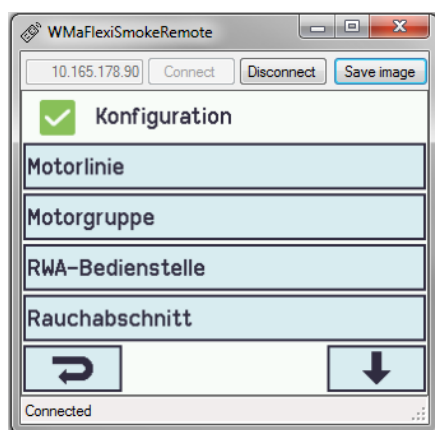 WMaFlexiSmokeRemote
10.165.178.90 Connect Disconnect Save image
Konfiguration
Motorlinie
Motorgruppe
RWA-Bedienstelle
Rauchabschnitt
Connected